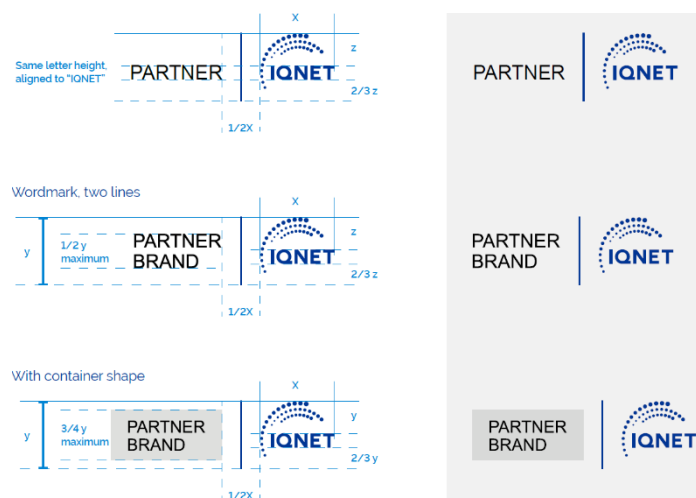 X
z
Same letter height,
aligned to "IQNET"
PARTNER
IQNET
2/3 z
1/2X
PARTNER
IQNET
Wordmark, two lines
X
y
1/2 y
maximum
PARTNER
BRAND
z
IQNET
2/3 z
1/2X
PARTNER
BRAND
IQNET
With container shape
X
y
3/4 y
maximum
PARTNER
BRAND
y
IQNET
2/3 y
1/2X
PARTNER
BRAND
IQNET